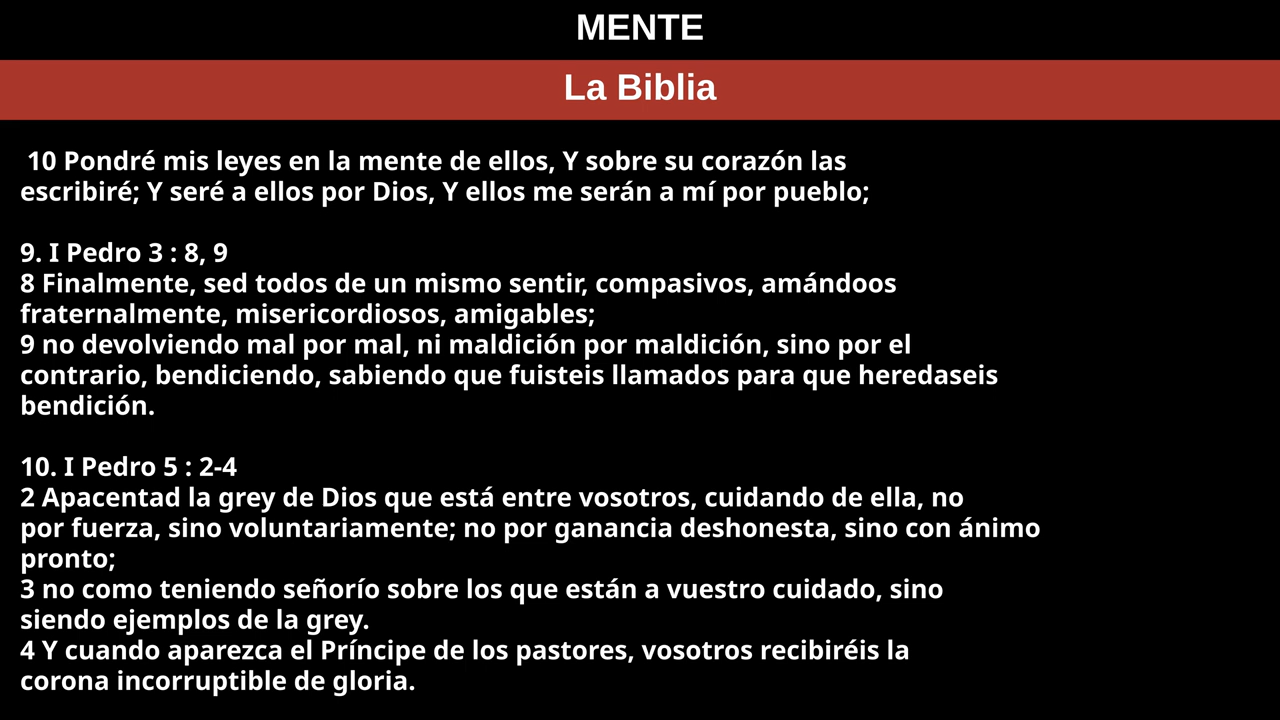 MENTE
La Biblia
10 Pondré mis leyes en la mente de ellos, Y sobre su corazón las
escribiré; Y seré a ellos por Dios, Y ellos me serán a mí por pueblo;
9. I Pedro 3 : 8, 9
8 Finalmente, sed todos de un mismo sentir, compasivos, amándoos
fraternalmente, misericordiosos, amigables;
9 no devolviendo mal por mal, ni maldición por maldición, sino por el
contrario, bendiciendo, sabiendo que fuisteis llamados para que heredaseis
bendición.
10. I Pedro 5 : 2-4
2 Apacentad la grey de Dios que está entre vosotros, cuidando de ella, no
por fuerza, sino voluntariamente; no por ganancia deshonesta, sino con ánimo
pronto;
3 no como teniendo señorío sobre los que están a vuestro cuidado, sino
siendo ejemplos de la grey.
4 Y cuando aparezca el Príncipe de los pastores, vosotros recibiréis la
corona incorruptible de gloria.